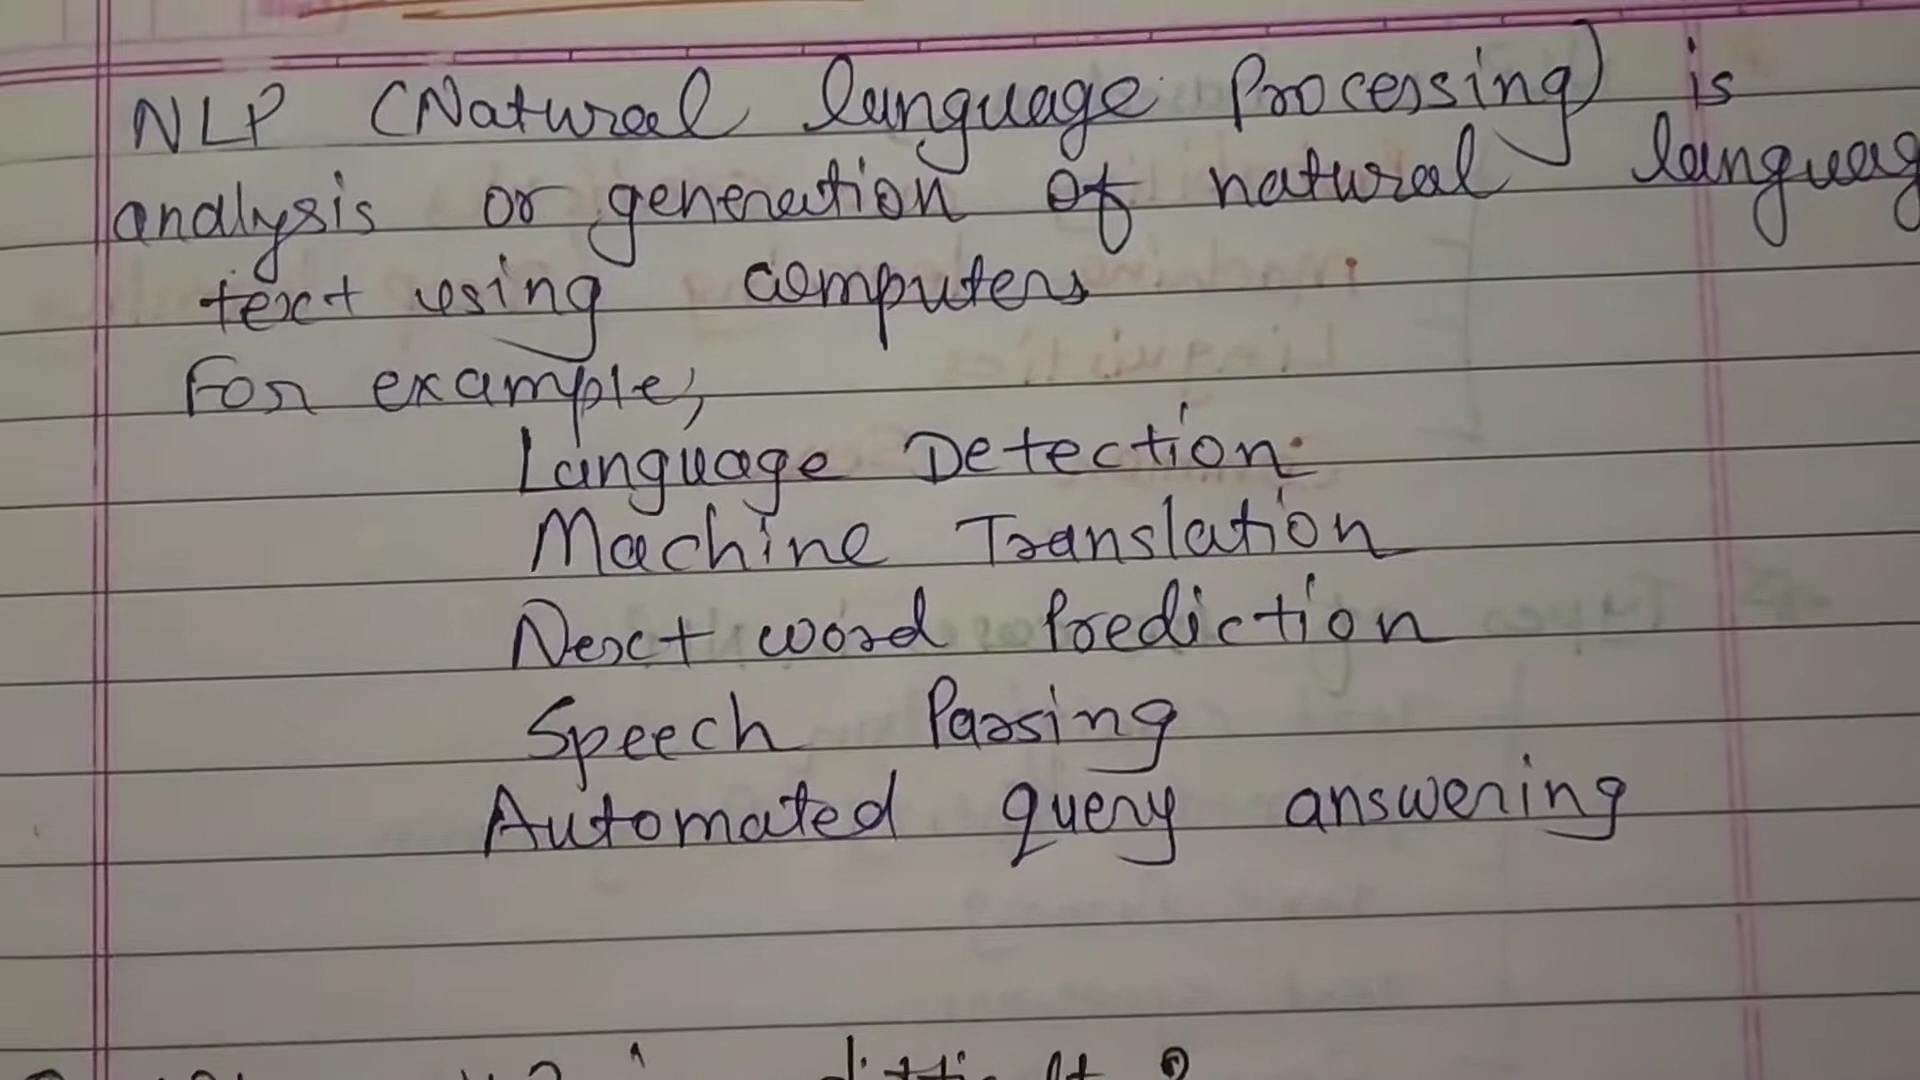 NLP (Natural language Processing) is
analysis or generation of natural languag
text using computers
For example,
Language Detection.
Machine Translation
Next word Prediction
Speech Parsing
Automated query answering